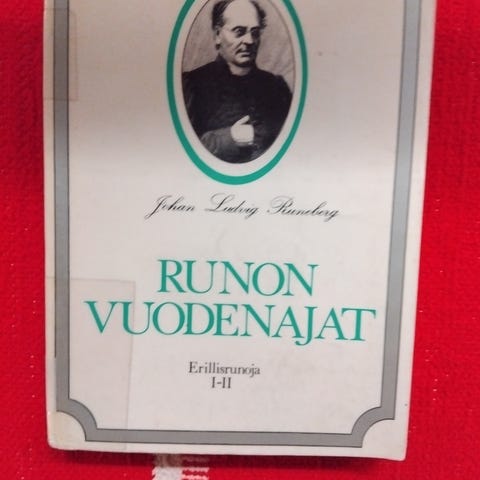 Johan Ludvig Runeberg
RUNON
VUODENAJAT
Erillisrunoja
I-II